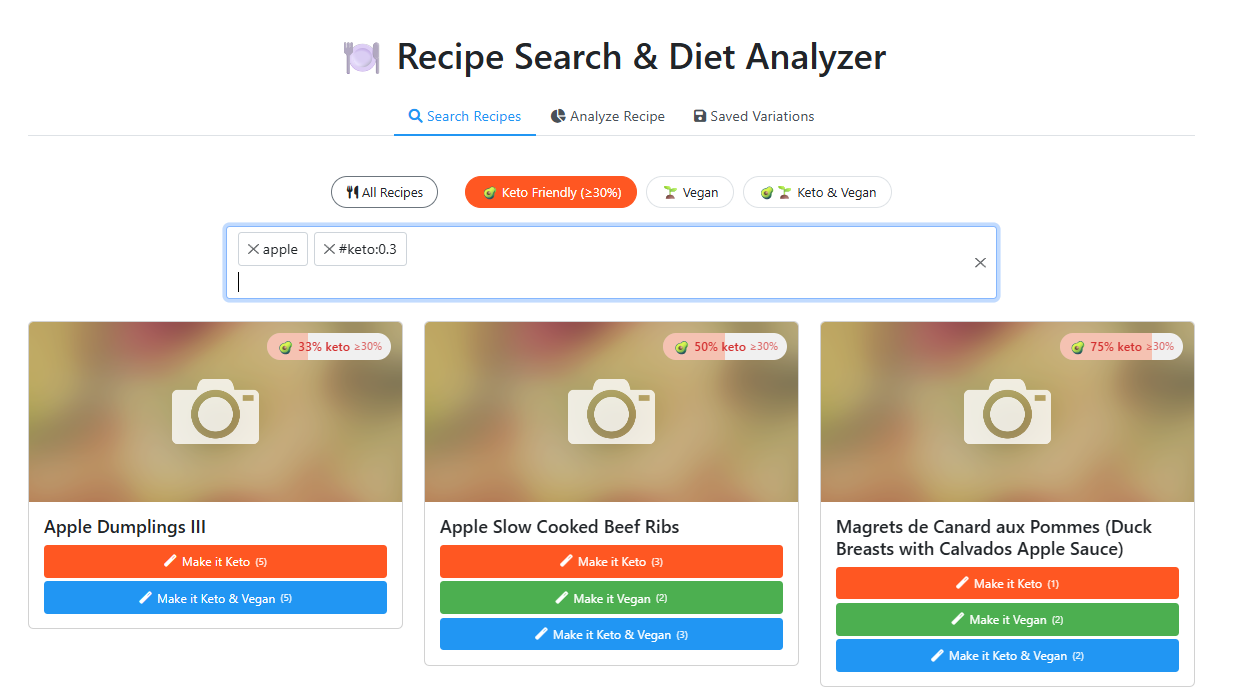 Recipe Search & Diet Analyzer
Search Recipes Analyze Recipe Saved Variations
All Recipes Keto Friendly (≥30%) Vegan Keto & Vegan
apple #keto:0.3
33% keto ≥30% 50% keto ≥30% 75% keto ≥30%
Apple Dumplings III
Make it Keto (5)
Make it Keto & Vegan (5)
Apple Slow Cooked Beef Ribs
Make it Keto (3)
Make it Vegan (2)
Make it Keto & Vegan (3)
Magrets de Canard aux Pommes (Duck
Breasts with Calvados Apple Sauce)
Make it Keto (1)
Make it Vegan (2)
Make it Keto & Vegan (2)